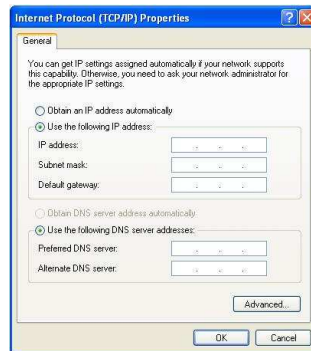 Internet Protocol (TCP/IP) Properties
General
You can get IP settings assigned automatically if your network supports
this capability. Otherwise, you need to ask your network administrator for
the appropriate IP settings.
Obtain an IP address automatically
Use the following IP address:
IP address:
Subnet mask:
Default gateway:
Obtain DNS server address automatically
Use the following DNS server addresses:
Preferred DNS server:
Alternate DNS server:
Advanced...
OK Cancel